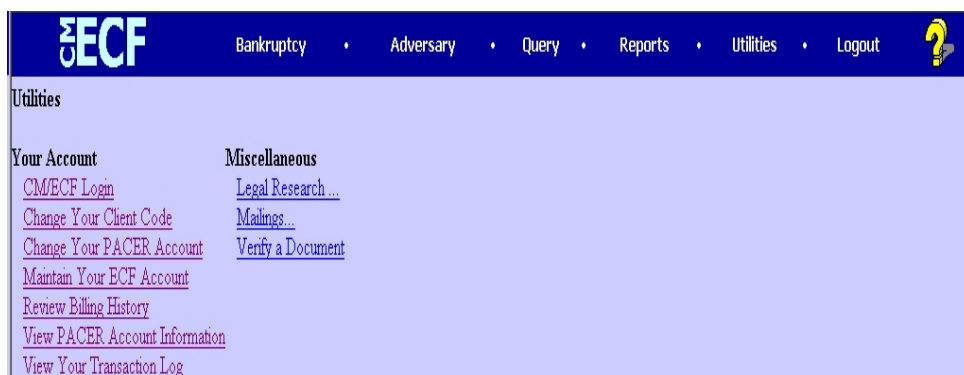 CM ECF Bankruptcy • Adversary • Query • Reports • Utilities • Logout ?
Utilities
Your Account Miscellaneous
CM/ECF Login Legal Research ...
Change Your Client Code Mailings...
Change Your PACER Account Verify a Document
Maintain Your ECF Account
Review Billing History
View PACER Account Information
View Your Transaction Log